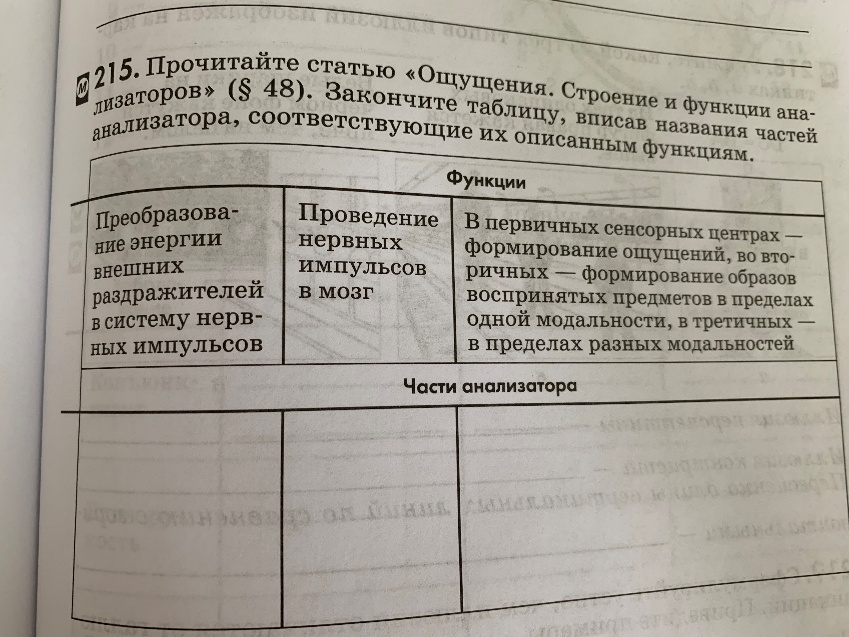 215. Прочитайте статью «Ощущения. Строение и функции ана-
лизаторов» (§ 48). Закончите таблицу, вписав названия частей
анализатора, соответствующие их описанным функциям.
Функции
Преобразова-
ние энергии
внешних
раздражителей
в систему нерв-
ных импульсов
Проведение
нервных
импульсов
в мозг
В первичных сенсорных центрах —
формирование ощущений, во вто-
ричных — формирование образов
воспринятых предметов в пределах
одной модальности, в третичных —
в пределах разных модальностей
Части анализатора